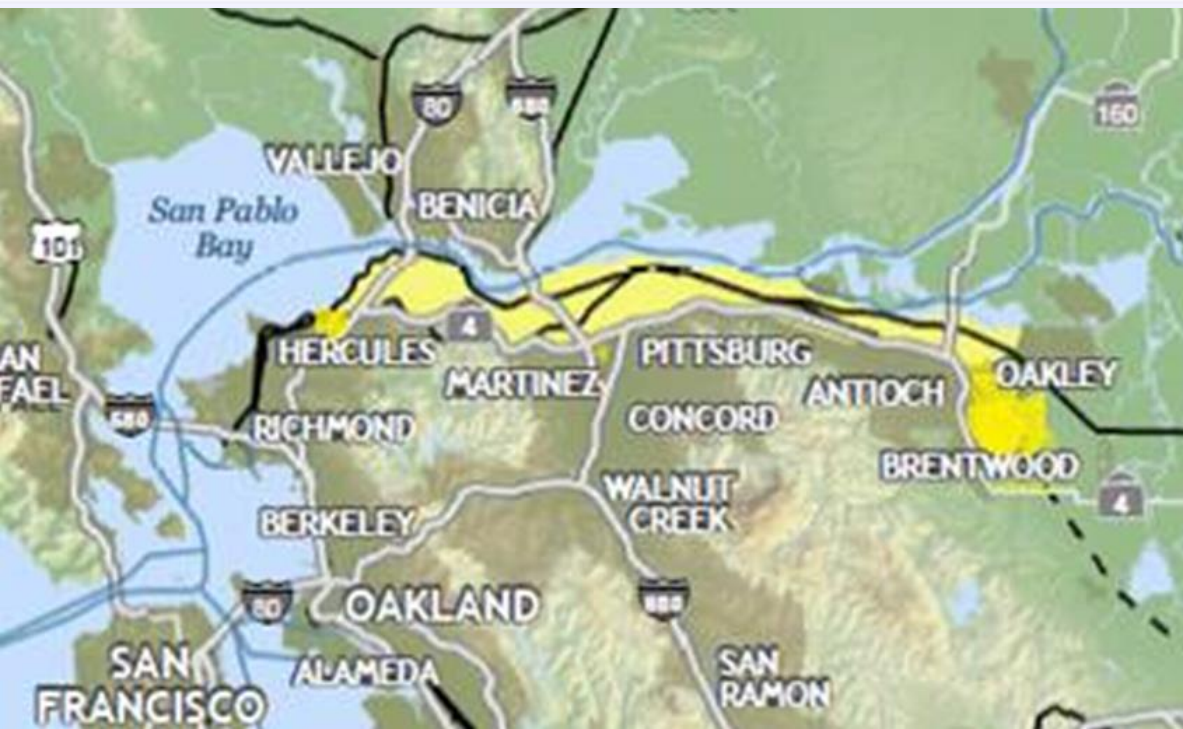 80
680
160
VALLEJO
San Pablo
Bay
BENICIA
101
4
HERCULES
PITTSBURG
AN
FAEL
MARTINEZ
ANTIOCH
OAKLEY
580
RICHMOND
CONCORD
BRENTWOOD
WALNUT
CREEK
4
BERKELEY
80
OAKLAND
680
SAN
FRANCISCO
ALAMEDA
SAN
RAMON